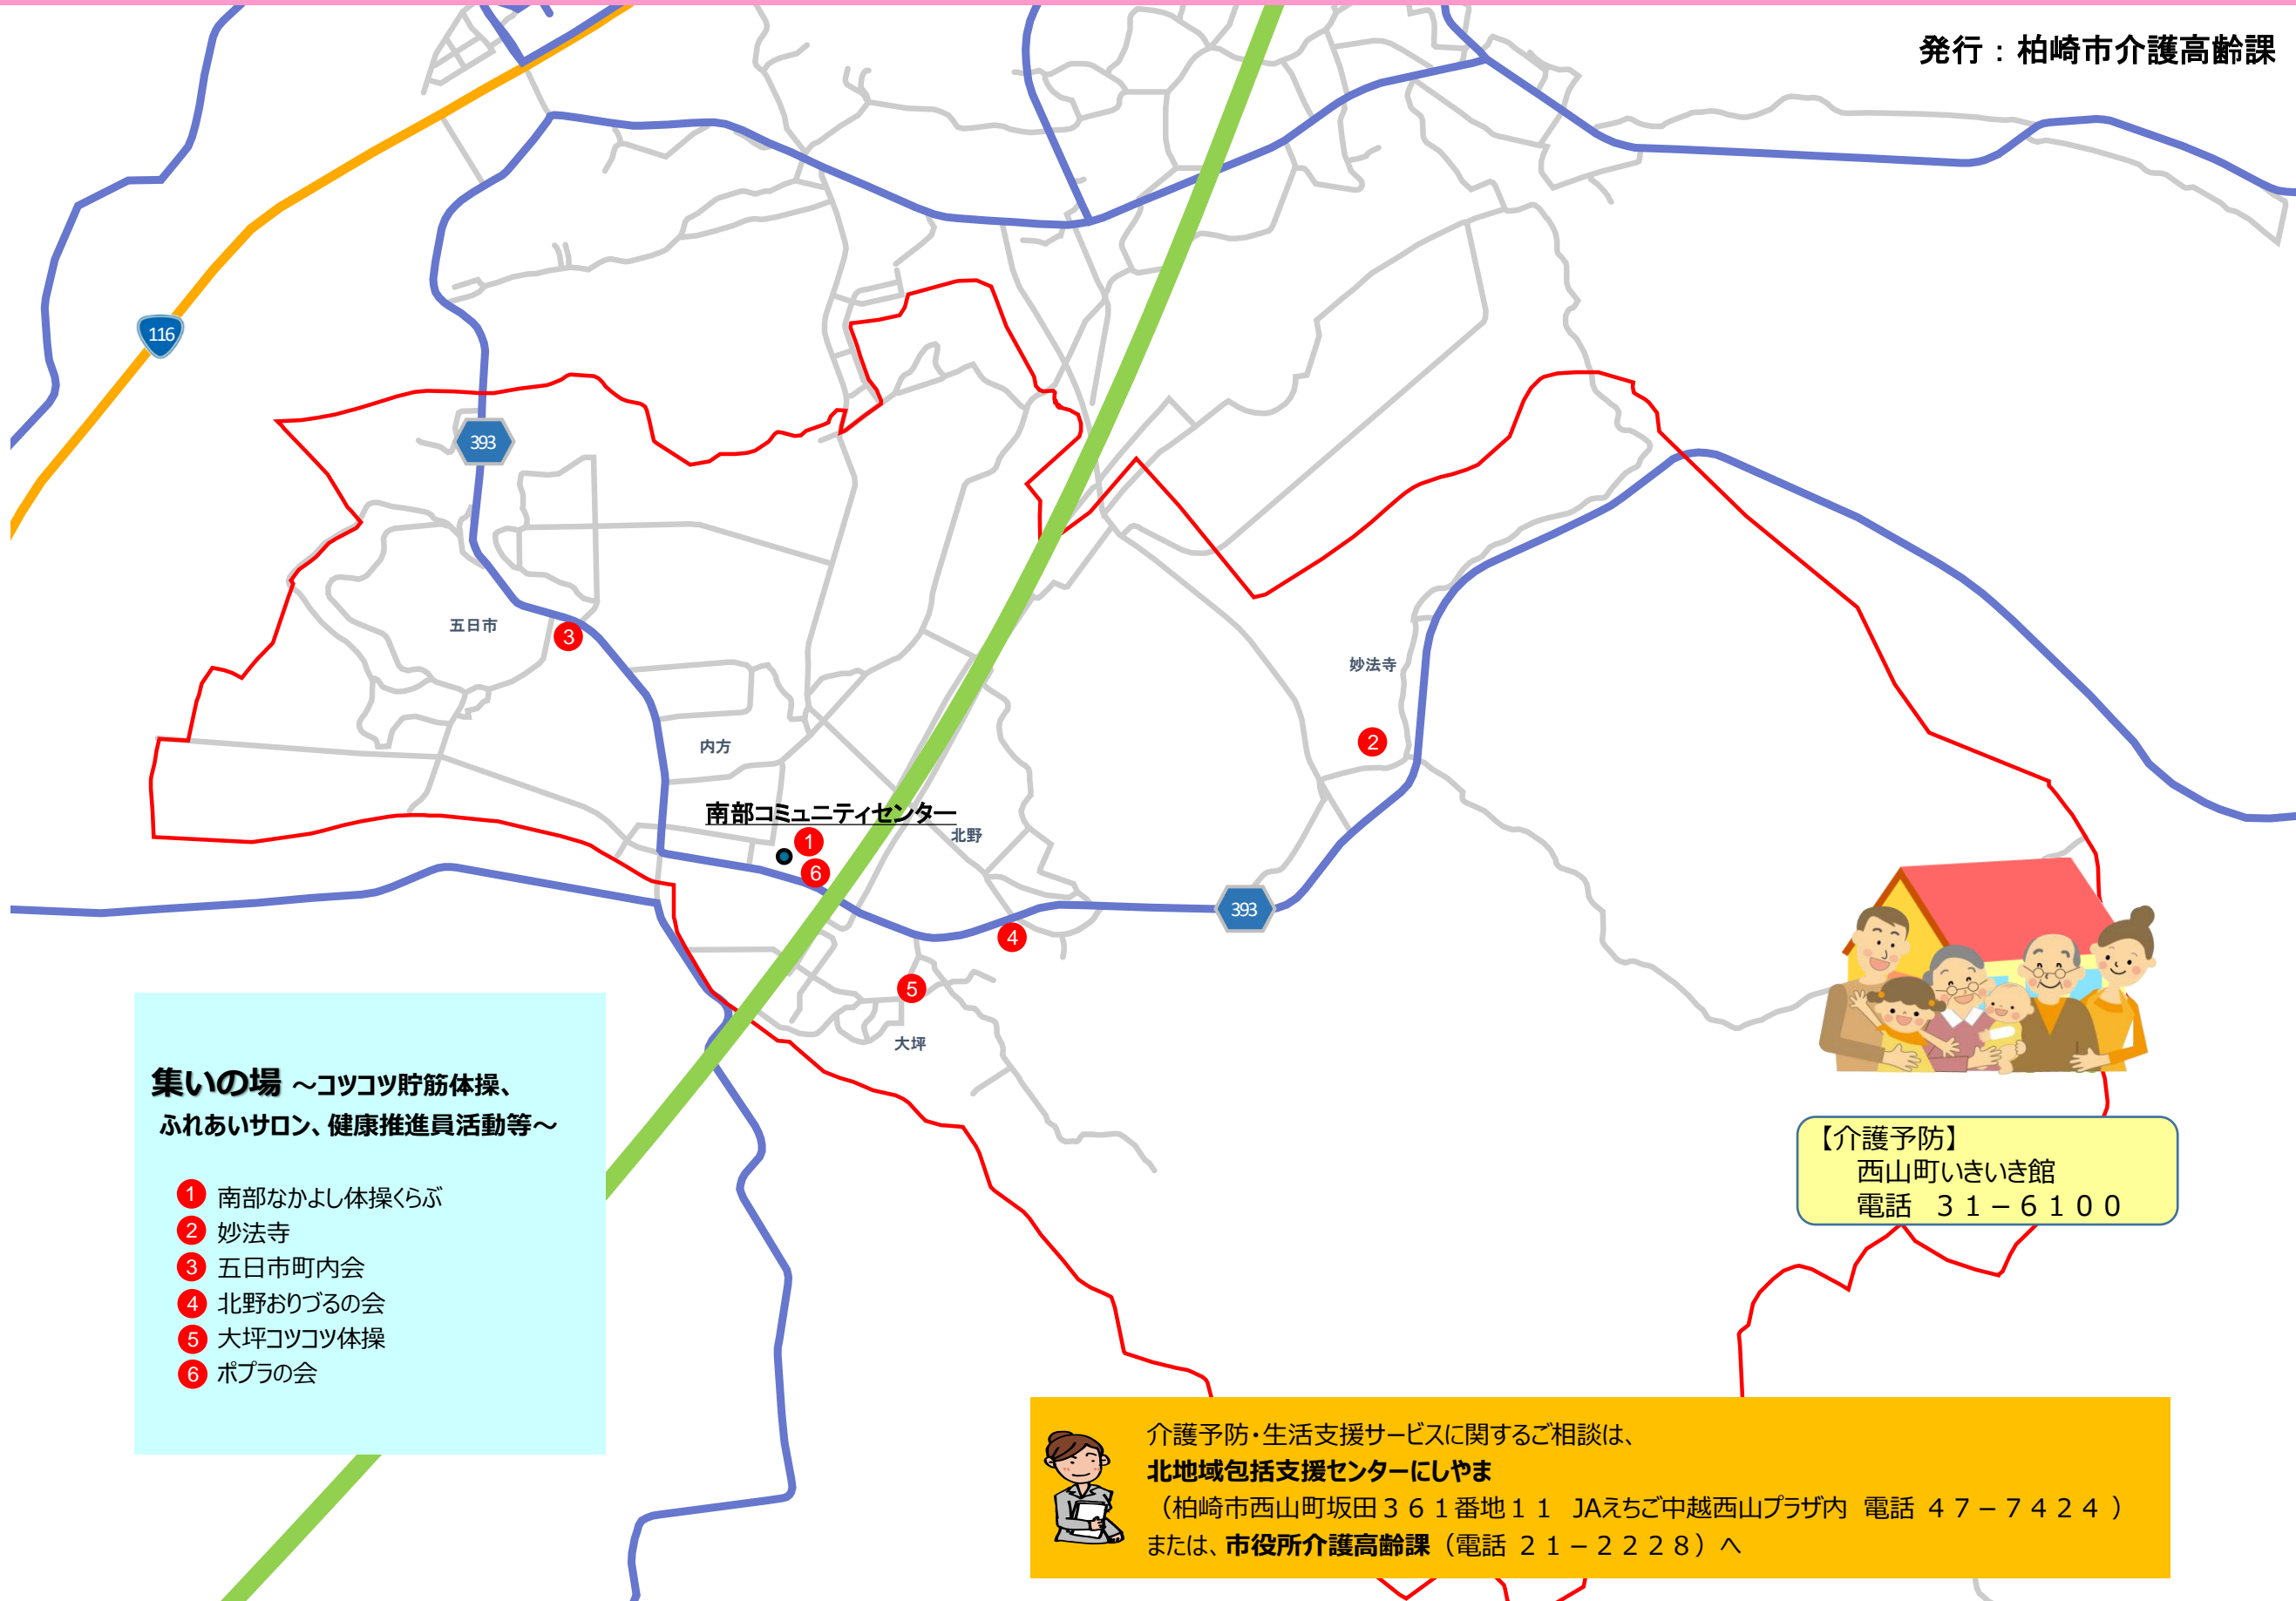 発行：柏崎市介護高齢課
116
393
五日市
3
妙法寺
2
内方
南部コミュニティセンター
1
北野
6
393
4
5
大坪
集いの場 ～コツコツ貯筋体操、
ふれあいサロン、健康推進員活動等～
1 南部なかよし体操くらぶ
2 妙法寺
3 五日市町内会
4 北野おりづるの会
5 大坪コツコツ体操
6 ポプラの会
【介護予防】
西山町いきいき館
電話 ３１－６１００
介護予防・生活支援サービスに関するご相談は、
北地域包括支援センターにしやま
（柏崎市西山町坂田３６１番地１１ JAえちご中越西山プラザ内 電話 ４７－７４２４ ）
または、市役所介護高齢課（電話 ２１－２２２８）へ